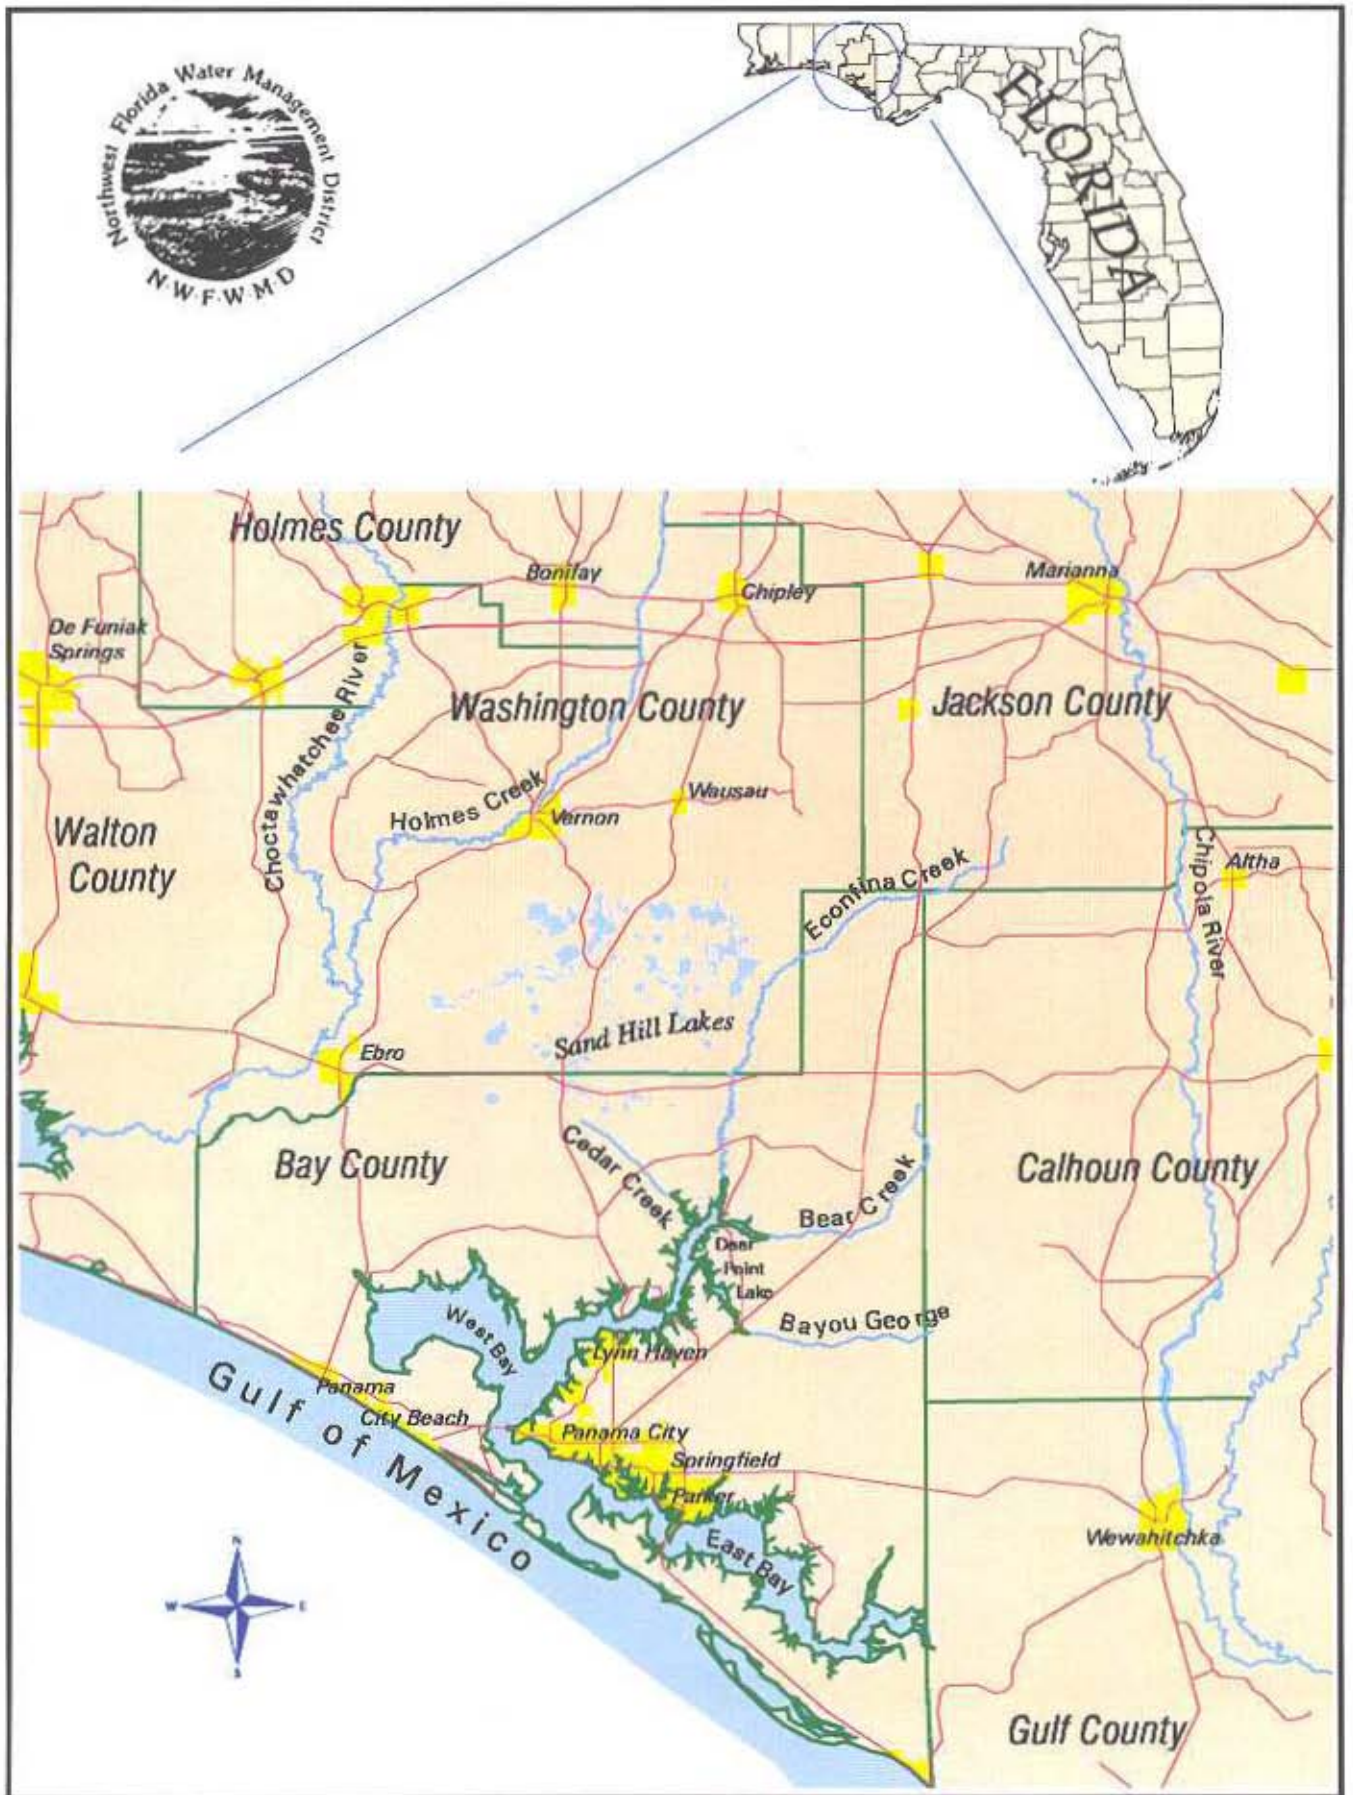 Northwest Florida Water Management District
N·W·F·W·M·D
FLORIDA
Holmes County
Bonifay
Chipley
Marianna
De Funiak
Springs
Choctawhatchee River
Washington County
Jackson County
Holmes Creek
Wausau
Vernon
Walton
County
Econfina Creek
Chipola River
Altha
Sand Hill Lakes
Ebro
Cedar Creek
Bay County
Bear Creek
Calhoun County
Deer
Point
Lake
West Bay
Bayou George
Lynn Haven
Gulf of Mexico
Panama
City Beach
Panama City
Springfield
Parker
East Bay
Wewahitchka
N
W
E
S
Gulf County